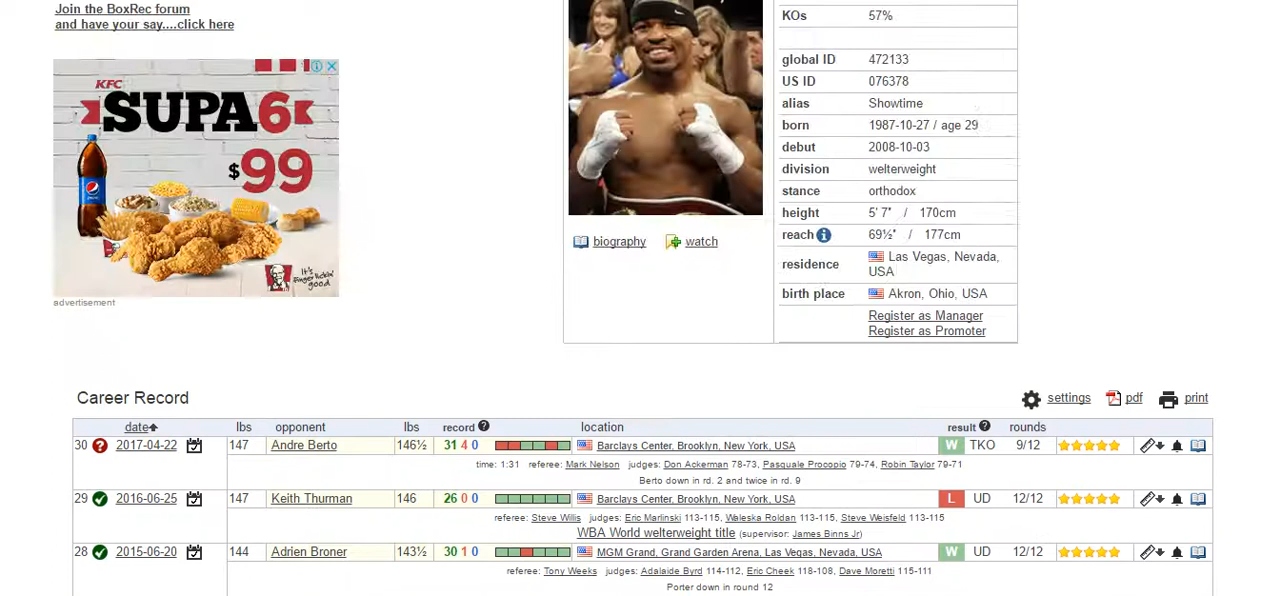 Join the BoxRec forum
and have your say....click here
KFC
SUPA6
$99
It's
finger lickin'
good
advertisement
KOs 57%
global ID 472133
US ID 076378
alias Showtime
born 1987-10-27 / age 29
debut 2008-10-03
division welterweight
stance orthodox
height 5' 7" / 170cm
reach 69½" / 177cm
residence Las Vegas, Nevada,
USA
birth place Akron, Ohio, USA
Register as Manager
Register as Promoter
biography watch
Career Record settings pdf print
date lbs opponent lbs record location result rounds
30 2017-04-22 147 Andre Berto 146½ 31 4 0 Barclays Center, Brooklyn, New York, USA W TKO 9/12
time: 1:31 referee: Mark Nelson judges: Don Ackerman 78-73, Pasquale Procopio 79-74, Robin Taylor 79-71
Berto down in rd. 2 and twice in rd. 9
29 2016-06-25 147 Keith Thurman 146 26 0 0 Barclays Center, Brooklyn, New York, USA L UD 12/12
referee: Steve Willis judges: Eric Marlinski 113-115, Waleska Roldan 113-115, Steve Weisfeld 113-115
WBA World welterweight title (supervisor: James Binns Jr)
28 2015-06-20 144 Adrien Broner 143½ 30 1 0 MGM Grand, Grand Garden Arena, Las Vegas, Nevada, USA W UD 12/12
referee: Tony Weeks judges: Adalaide Byrd 114-112, Eric Cheek 118-108, Dave Moretti 115-111
Porter down in round 12